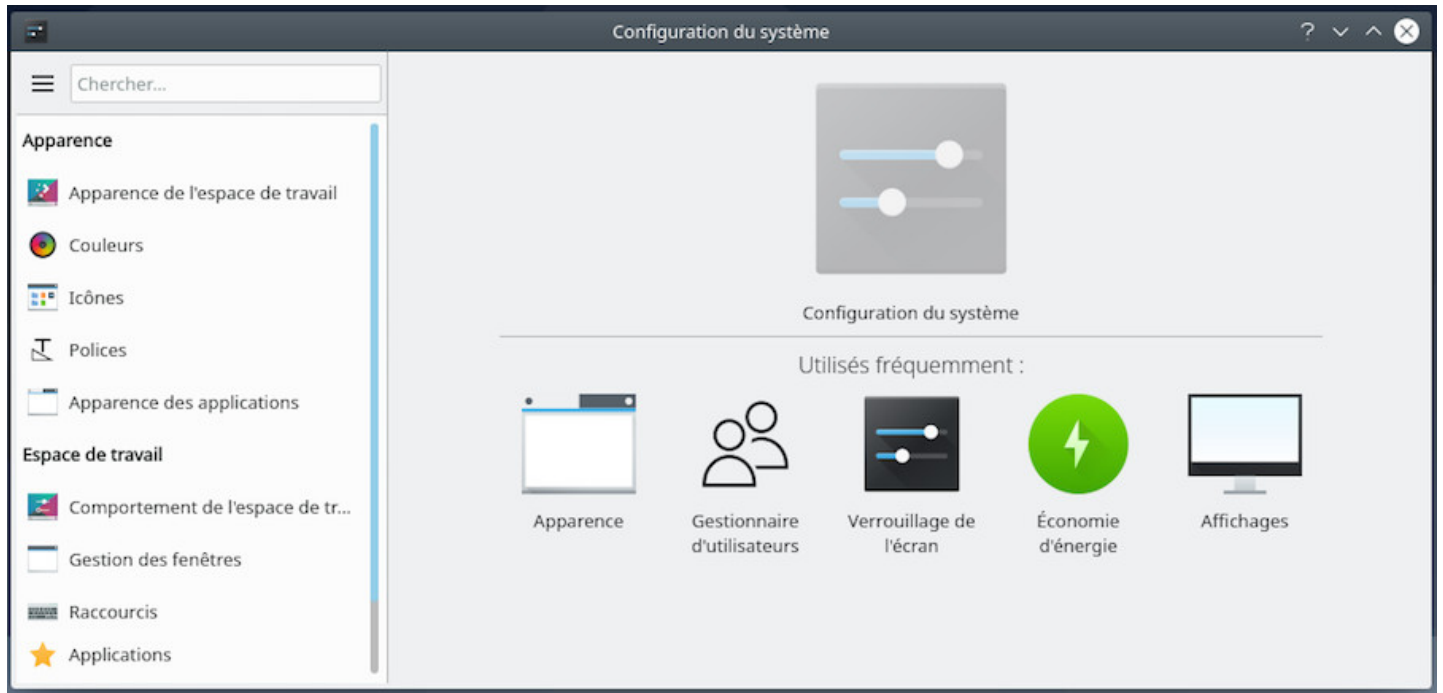 Configuration du système
Chercher...
Apparence
Apparence de l'espace de travail
Couleurs
Icônes
Polices
Apparence des applications
Espace de travail
Comportement de l'espace de tr...
Gestion des fenêtres
Raccourcis
Applications
Configuration du système
Utilisés fréquemment :
Apparence
Gestionnaire
d'utilisateurs
Verrouillage de
l'écran
Économie
d'énergie
Affichages